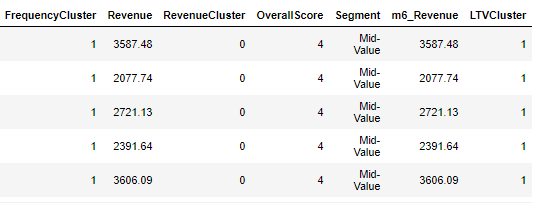 FrequencyCluster Revenue RevenueCluster OverallScore Segment m6_Revenue LTVCluster
1 3587.48 0 4 Mid-Value 3587.48 1
1 2077.74 0 4 Mid-Value 2077.74 1
1 2721.13 0 4 Mid-Value 2721.13 1
1 2391.64 0 4 Mid-Value 2391.64 1
1 3606.09 0 4 Mid-Value 3606.09 1